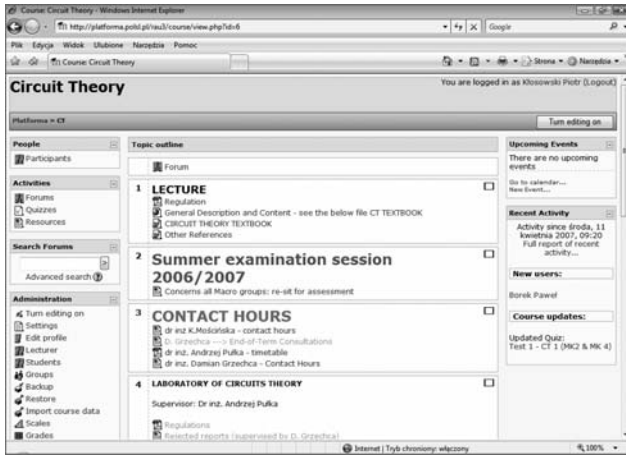 Course: Circuit Theory - Windows Internet Explorer
http://platforma.polsl.pl/rau3/course/view.php?id=6
Google
Plik Edycja Widok Ulubione Narzędzia Pomoc
Course: Circuit Theory
Strona Narzędzia
Circuit Theory
You are logged in as Kłosowski Piotr (Logout)
Platforma » CT
Turn editing on
People
Participants
Activities
Forums
Quizzes
Resources
Search Forums
>
Advanced search
Administration
Turn editing on
Settings
Edit profile
Lecturer
Students
Groups
Backup
Restore
Import course data
Scales
Grades
Topic outline
Forum
1 LECTURE
Regulation
General Description and Content - see the below file CT TEXTBOOK
CIRCUIT THEORY TEXTBOOK
Other References
2 Summer examination session
2006/2007
Concerns all Macro groups: re-sit for assessment
3 CONTACT HOURS
dr inż K.Mościńska - contact hours
D. Grzechca ---> End-of-Term Consultations
dr inz. Andrzej Pułka - timetable
dr inz. Damian Grzechca - Contact Hours
4 LABORATORY OF CIRCUITS THEORY
Supervisor: Dr inz. Andrzej Pułka
Regulations
Rejected reports (supervised by D. Grzechca)
Upcoming Events
There are no upcoming
events
Go to calendar...
New Event...
Recent Activity
Activity since środa, 11
kwietnia 2007, 09:20
Full report of recent
activity...
New users:
Borek Paweł
Course updates:
Updated Quiz:
Test 1 - CT 1 (MK2 & MK 4)
Internet | Tryb chroniony: włączony
100%